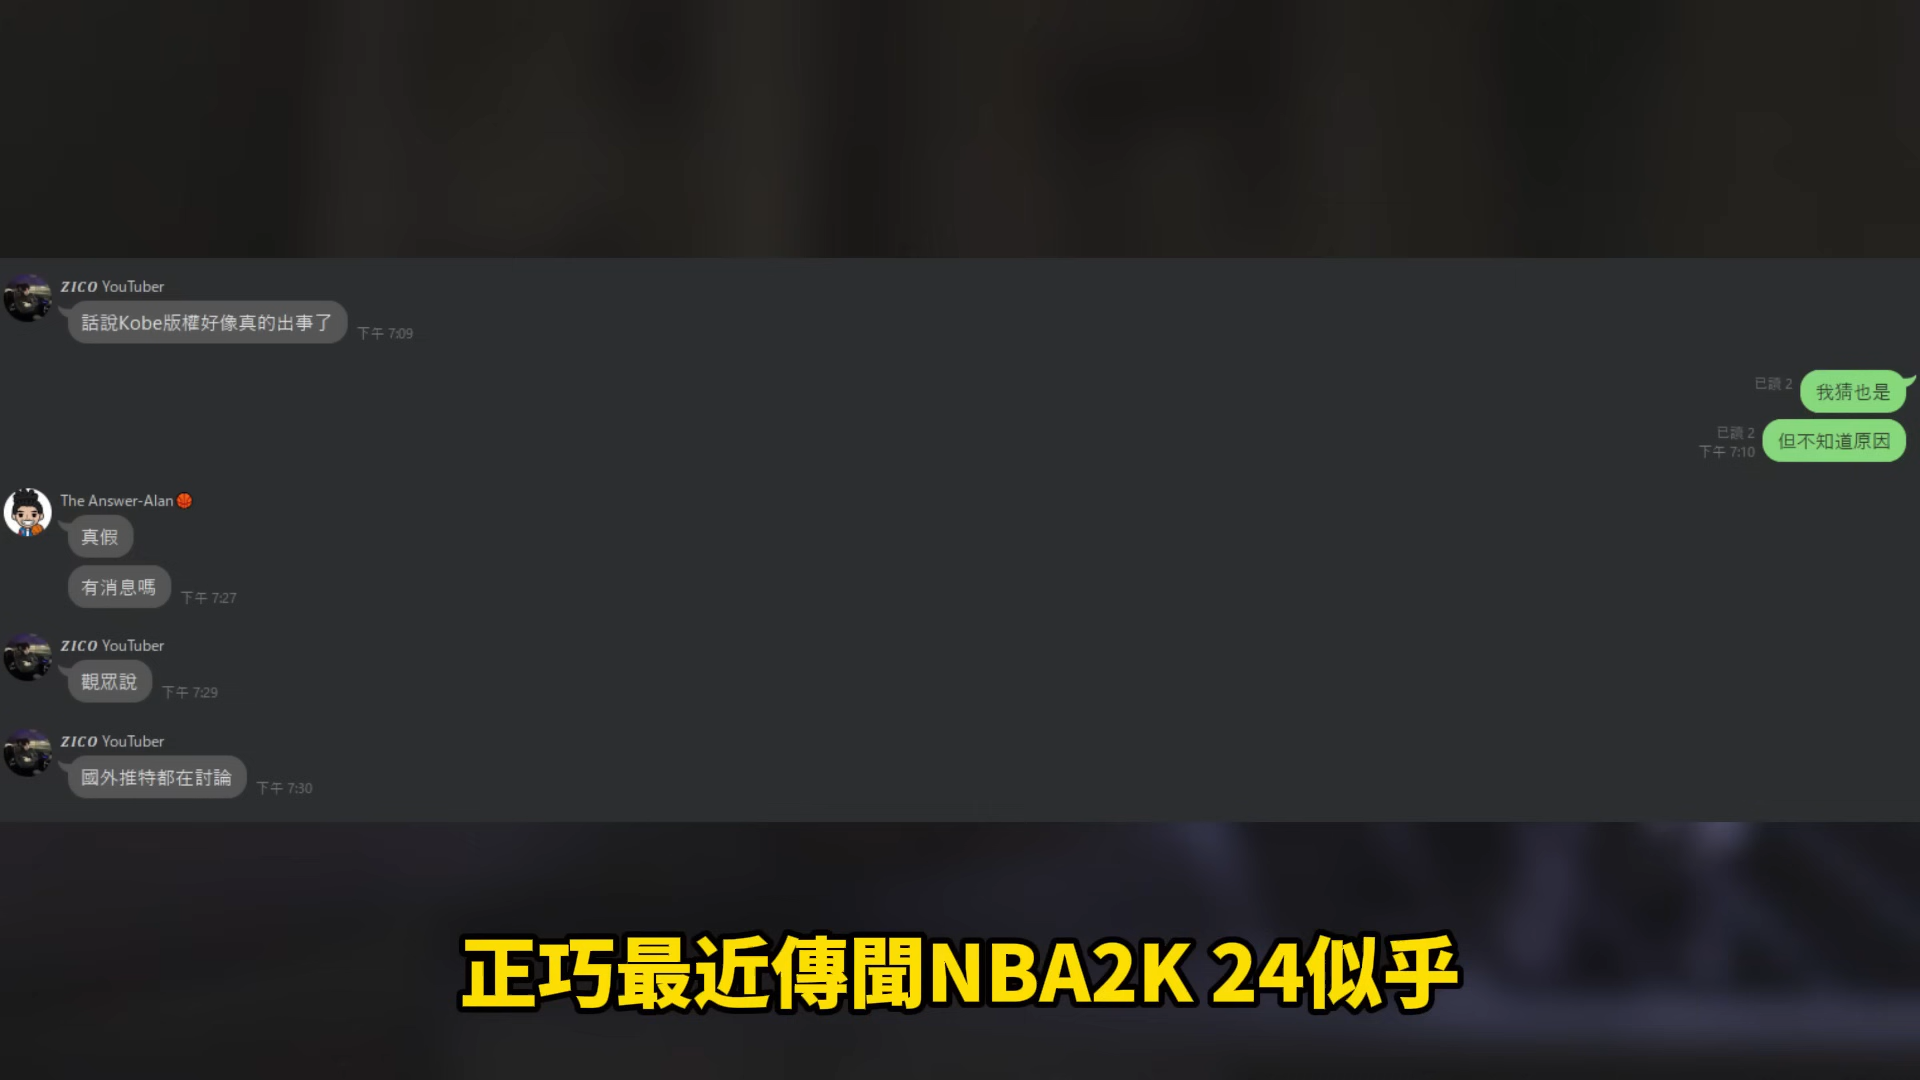 ZICO YouTuber
話說Kobe版權好像真的出事了
下午 7:09
已讀 2
我猜也是
已讀 2
下午 7:10
但不知道原因
The Answer-Alan
真假
有消息嗎
下午 7:27
ZICO YouTuber
觀眾說
下午 7:29
ZICO YouTuber
國外推特都在討論
下午 7:30
正巧最近傳聞NBA2K 24似乎